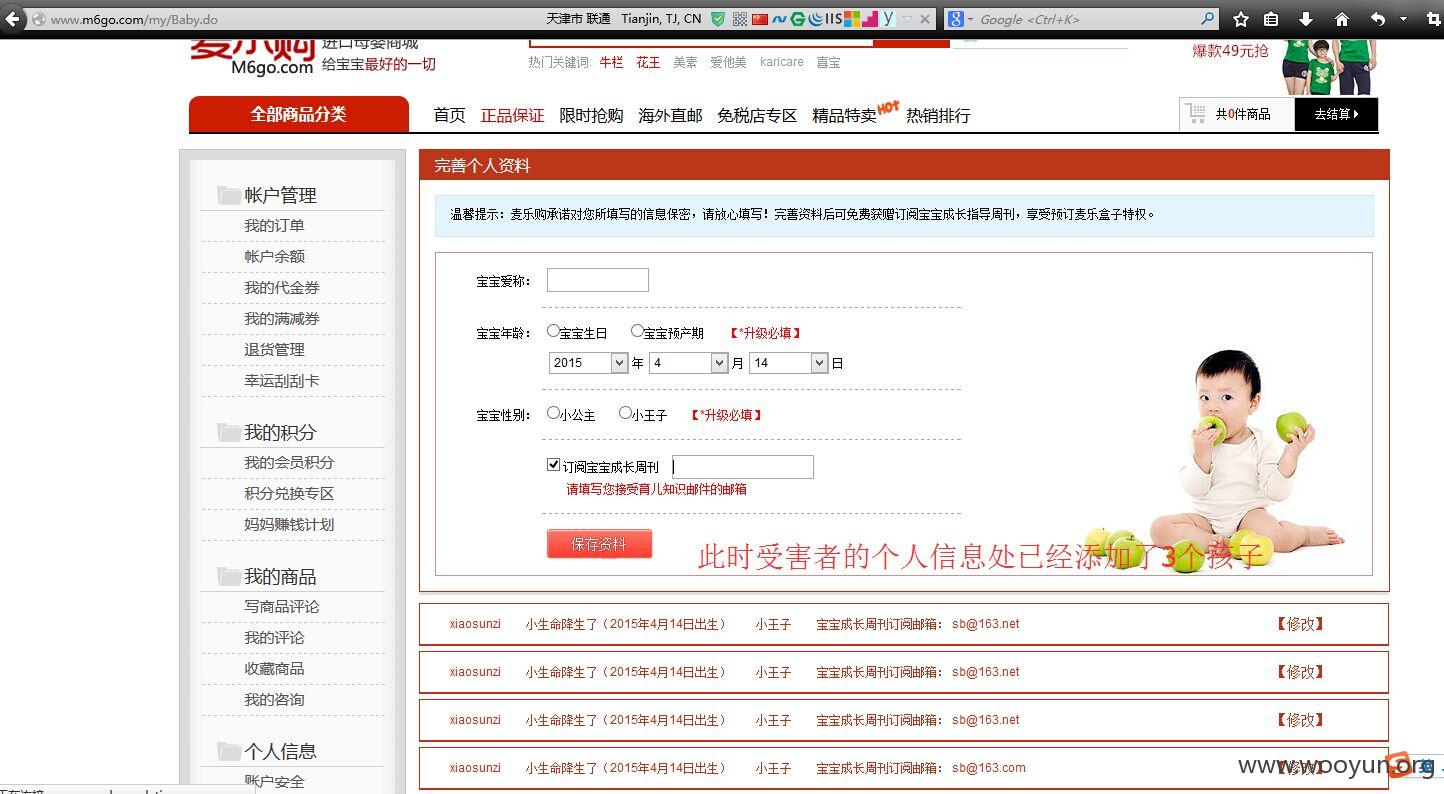 www.m6go.com/my/Baby.do
天津市 联通 Tianjin, TJ, CN
IIS
Google <Ctrl+K>
麦乐购
M6go.com
进口母婴商城
给宝宝最好的一切
热门关键词: 牛栏 花王 美素 爱他美 karicare 喜宝
爆款49元抢
全部商品分类
首页 正品保证 限时抢购 海外直邮 免税店专区 精品特卖 HOT 热销排行
共0件商品 去结算
帐户管理
我的订单
帐户余额
我的代金券
我的满减券
退货管理
幸运刮刮卡
我的积分
我的会员积分
积分兑换专区
妈妈赚钱计划
我的商品
写商品评论
我的评论
收藏商品
我的咨询
个人信息
账户安全
完善个人资料
温馨提示：麦乐购承诺对您所填写的信息保密，请放心填写！完善资料后可免费获赠订阅宝宝成长指导周刊，享受预订麦乐盒子特权。
宝宝爱称：
宝宝年龄： 宝宝生日 宝宝预产期 【*升级必填】
2015 年 4 月 14 日
宝宝性别： 小公主 小王子 【*升级必填】
订阅宝宝成长周刊
请填写您接受育儿知识邮件的邮箱
保存资料
此时受害者的个人信息处已经添加了3个孩子
xiaosunzi 小生命降生了（2015年4月14日出生） 小王子 宝宝成长周刊订阅邮箱： sb@163.net 【修改】
xiaosunzi 小生命降生了（2015年4月14日出生） 小王子 宝宝成长周刊订阅邮箱： sb@163.net 【修改】
xiaosunzi 小生命降生了（2015年4月14日出生） 小王子 宝宝成长周刊订阅邮箱： sb@163.net 【修改】
xiaosunzi 小生命降生了（2015年4月14日出生） 小王子 宝宝成长周刊订阅邮箱： sb@163.com 【修改】
www.wooyun.org